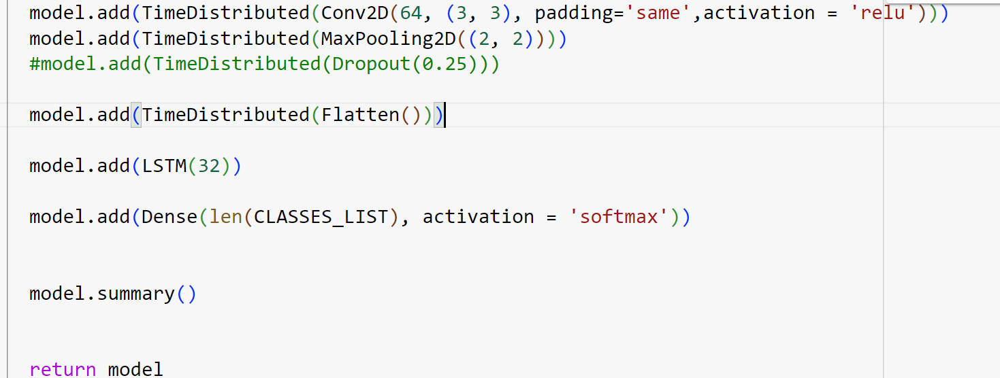 model.add(TimeDistributed(Conv2D(64, (3, 3), padding='same',activation = 'relu')))
model.add(TimeDistributed(MaxPooling2D((2, 2))))
#model.add(TimeDistributed(Dropout(0.25)))
model.add(TimeDistributed(Flatten()))
model.add(LSTM(32))
model.add(Dense(len(CLASSES_LIST), activation = 'softmax'))
model.summary()
return model